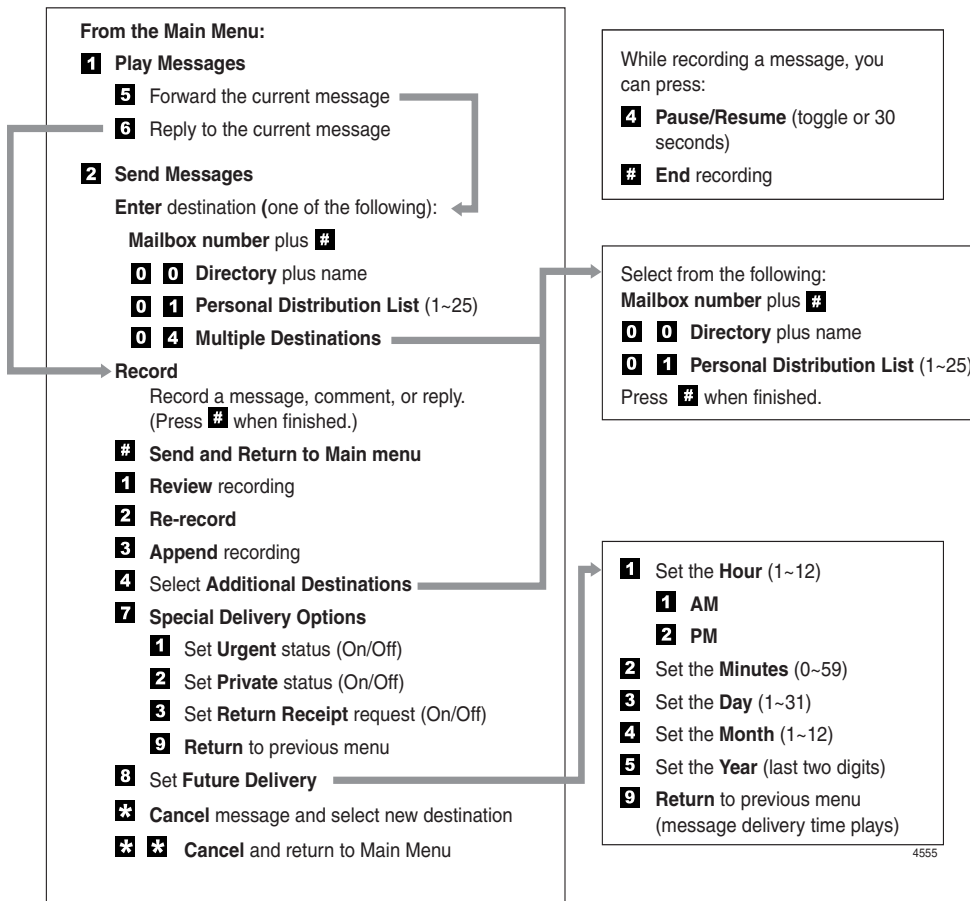 From the Main Menu:
1 Play Messages
5 Forward the current message
6 Reply to the current message
2 Send Messages
Enter destination (one of the following):
Mailbox number plus #
0 0 Directory plus name
0 1 Personal Distribution List (1~25)
0 4 Multiple Destinations
Record
Record a message, comment, or reply.
(Press # when finished.)
# Send and Return to Main menu
1 Review recording
2 Re-record
3 Append recording
4 Select Additional Destinations
7 Special Delivery Options
1 Set Urgent status (On/Off)
2 Set Private status (On/Off)
3 Set Return Receipt request (On/Off)
9 Return to previous menu
8 Set Future Delivery
* Cancel message and select new destination
* * Cancel and return to Main Menu
While recording a message, you
can press:
4 Pause/Resume (toggle or 30
seconds)
# End recording
Select from the following:
Mailbox number plus #
0 0 Directory plus name
0 1 Personal Distribution List (1~25)
Press # when finished.
1 Set the Hour (1~12)
1 AM
2 PM
2 Set the Minutes (0~59)
3 Set the Day (1~31)
4 Set the Month (1~12)
5 Set the Year (last two digits)
9 Return to previous menu
(message delivery time plays)
4555